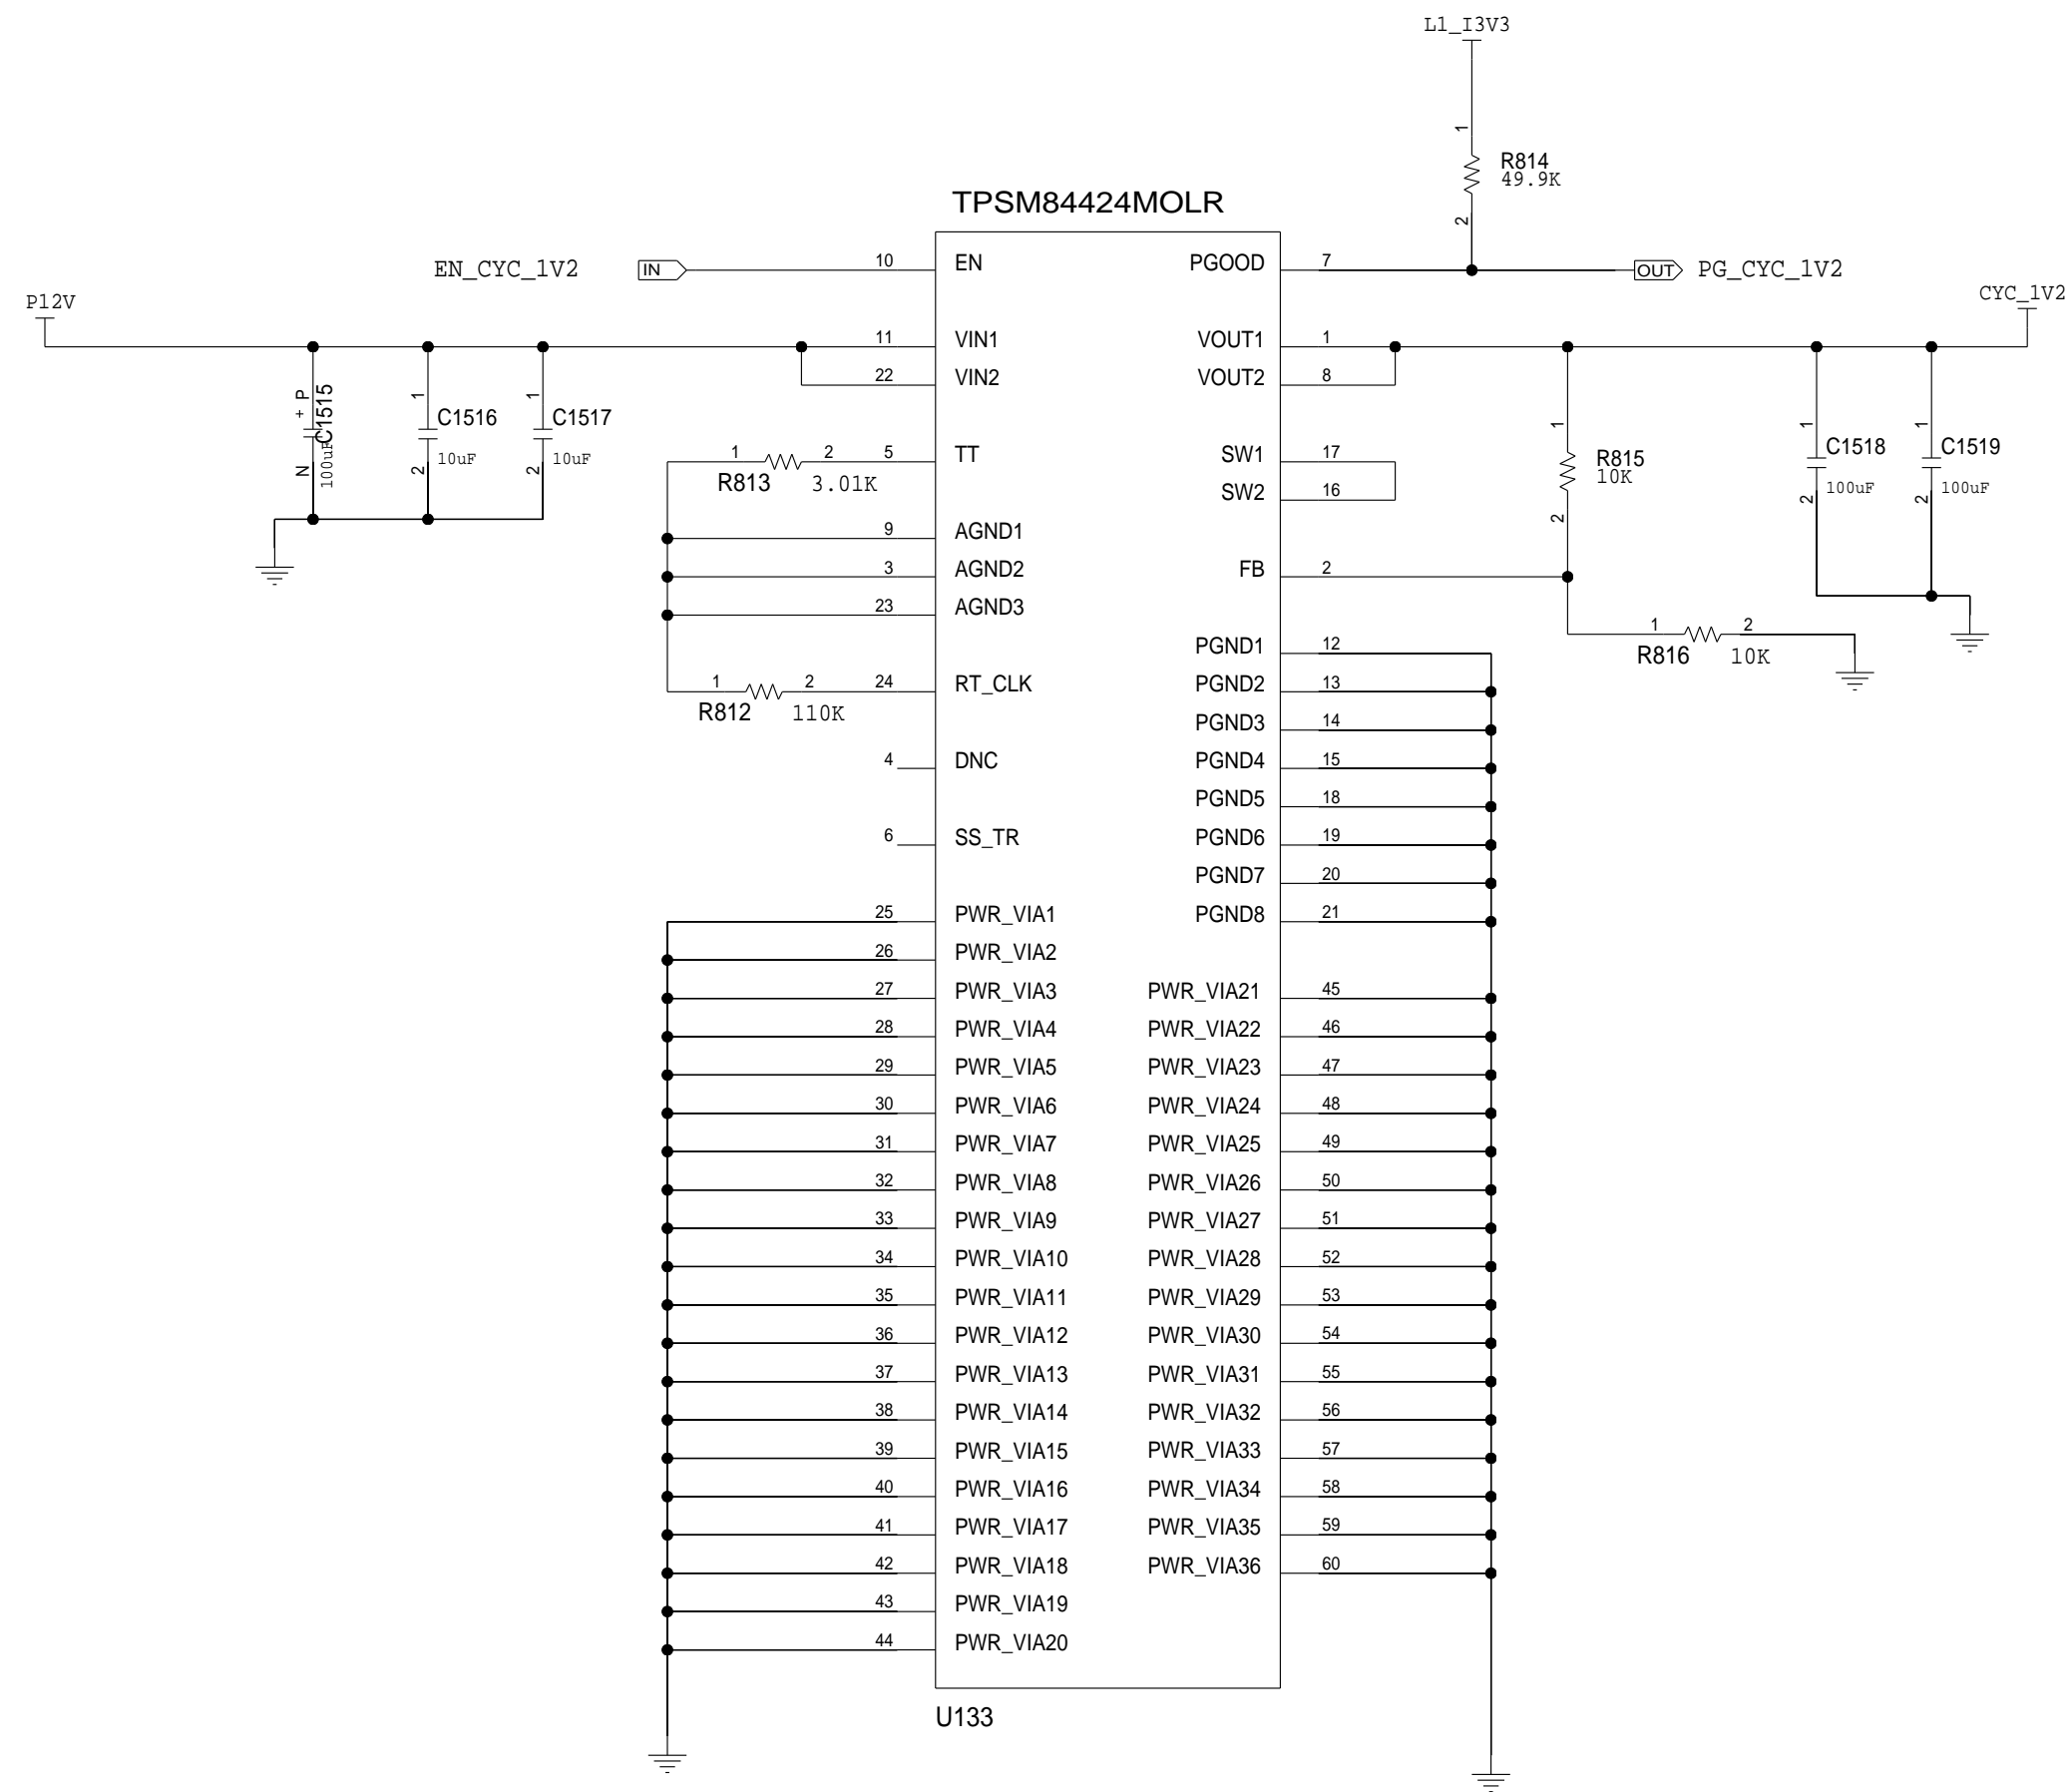 L1_I3V3
1
R814
49.9K
2
TPSM84424MOLR
EN_CYC_1V2 IN 10 EN PGOOD 7 OUT PG_CYC_1V2
P12V
CYC_1V2
11 VIN1 VOUT1 1
22 VIN2 VOUT2 8
+ P C1515 100uF N
1 C1516 10uF 2
1 C1517 10uF 2
1 2 5 TT SW1 17
R813 3.01K
SW2 16
1 R815 10K 2
1 C1518 100uF 2
1 C1519 100uF 2
9 AGND1
3 AGND2 FB 2
23 AGND3
PGND1 12
1 2
R816 10K
1 2 24 RT_CLK PGND2 13
R812 110K
PGND3 14
4 DNC PGND4 15
PGND5 18
6 SS_TR PGND6 19
PGND7 20
25 PWR_VIA1 PGND8 21
26 PWR_VIA2
27 PWR_VIA3 PWR_VIA21 45
28 PWR_VIA4 PWR_VIA22 46
29 PWR_VIA5 PWR_VIA23 47
30 PWR_VIA6 PWR_VIA24 48
31 PWR_VIA7 PWR_VIA25 49
32 PWR_VIA8 PWR_VIA26 50
33 PWR_VIA9 PWR_VIA27 51
34 PWR_VIA10 PWR_VIA28 52
35 PWR_VIA11 PWR_VIA29 53
36 PWR_VIA12 PWR_VIA30 54
37 PWR_VIA13 PWR_VIA31 55
38 PWR_VIA14 PWR_VIA32 56
39 PWR_VIA15 PWR_VIA33 57
40 PWR_VIA16 PWR_VIA34 58
41 PWR_VIA17 PWR_VIA35 59
42 PWR_VIA18 PWR_VIA36 60
43 PWR_VIA19
44 PWR_VIA20
U133